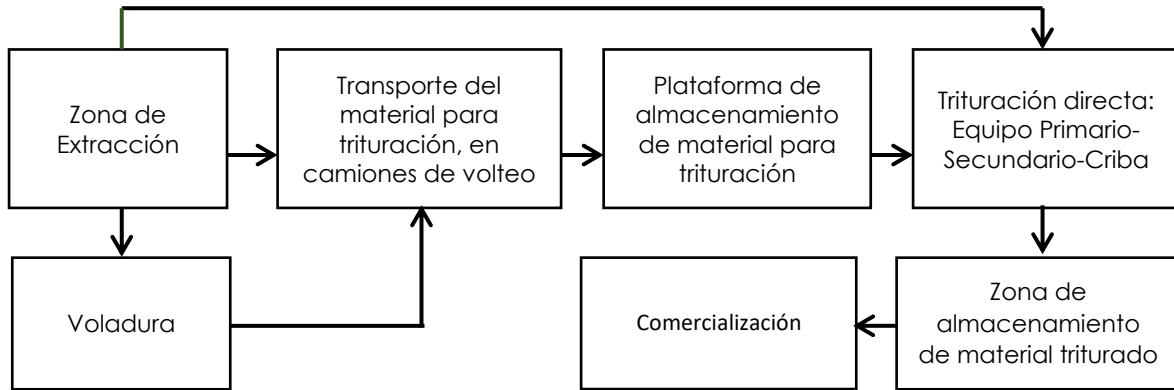 Zona de
Extracción
Transporte del
material para
trituración, en
camiones de volteo
Plataforma de
almacenamiento
de material para
trituración
Trituración directa:
Equipo Primario-
Secundario-Criba
Voladura
Comercialización
Zona de
almacenamiento
de material triturado